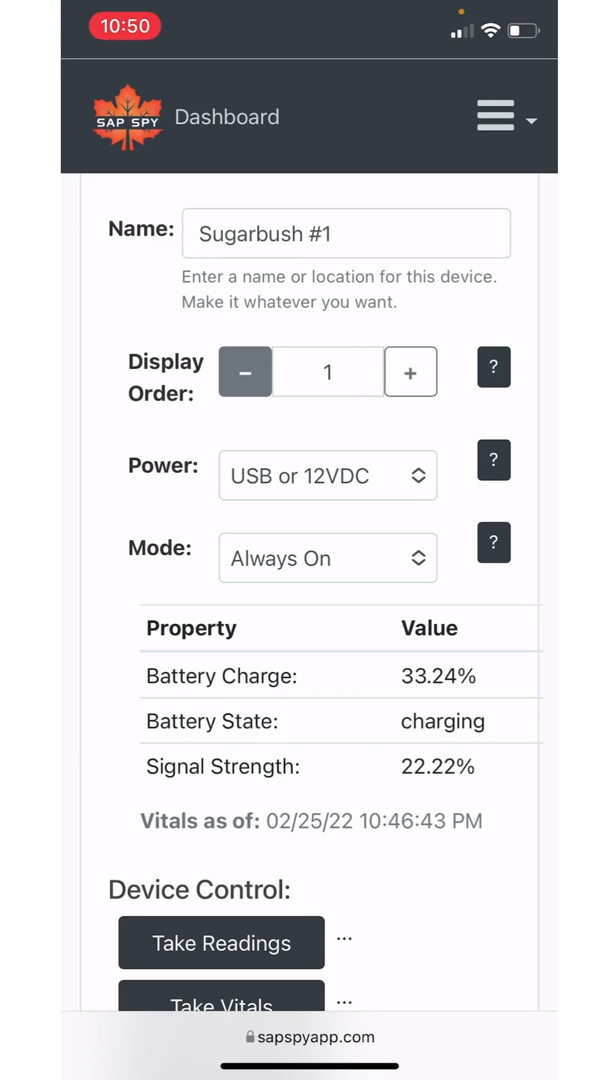 10:50
SAP SPY Dashboard
Name: Sugarbush #1
Enter a name or location for this device.
Make it whatever you want.
Display
Order: − 1 + ?
Power: USB or 12VDC ?
Mode: Always On ?
Property Value
Battery Charge: 33.24%
Battery State: charging
Signal Strength: 22.22%
Vitals as of: 02/25/22 10:46:43 PM
Device Control:
Take Readings ...
Take Vitals ...
sapspyapp.com